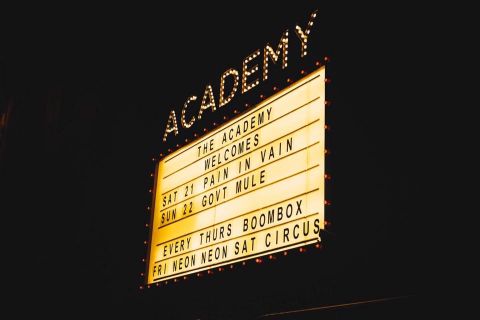 ACADEMY
THE ACADEMY
WELCOMES
SAT 21 PAIN IN VAIN
SUN 22 GOVT MULE
EVERY THURS BOOMBOX
FRI NEON NEON SAT CIRCUS